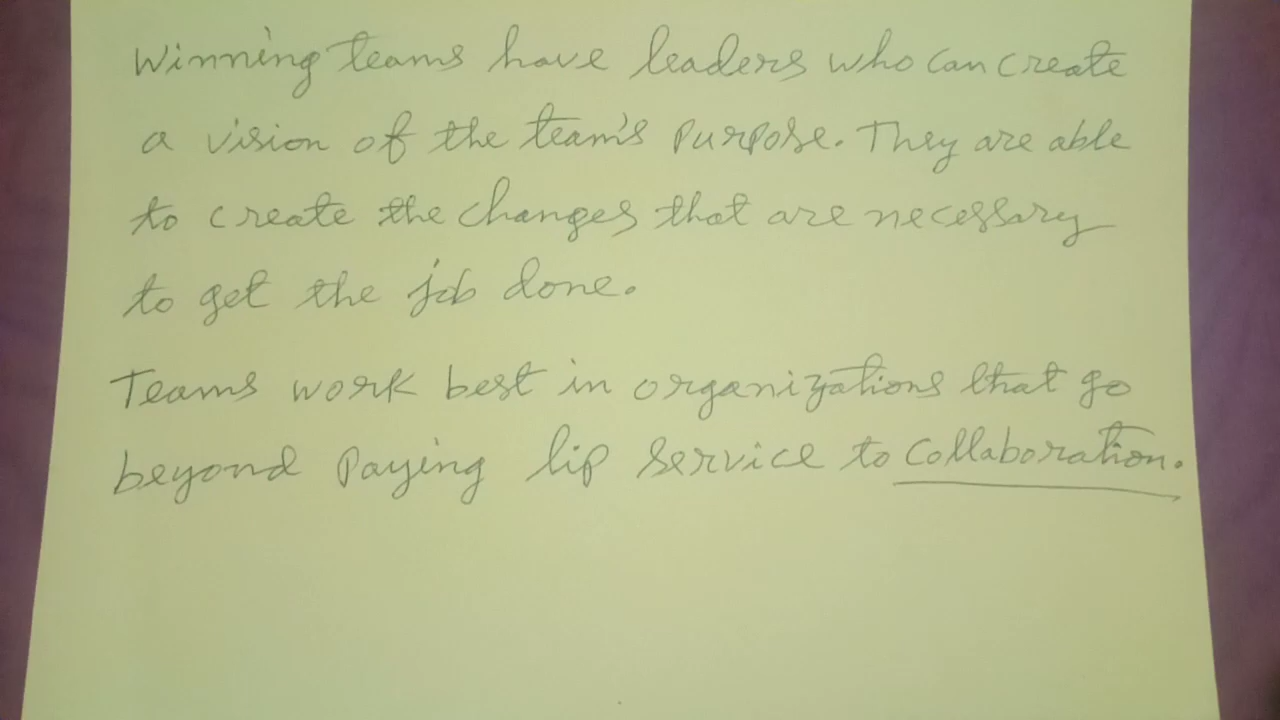 Winning teams have leaders who can create
a vision of the team's purpose. They are able
to create the changes that are necessary
to get the job done.
Teams work best in organizations that go
beyond paying lip service to collaboration.